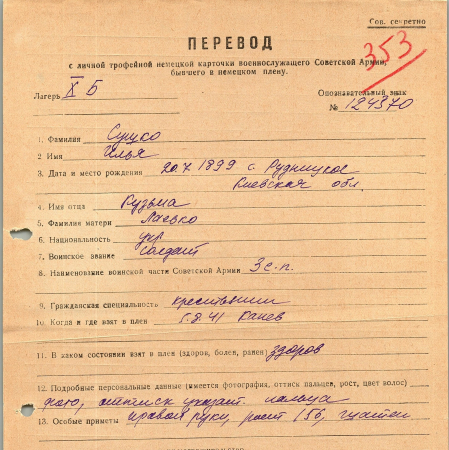 Сов. секретно
ПЕРЕВОД
353
с личной трофейной немецкой карточки военнослужащего Советской Армии,
бывшего в немецком плену.
Лагерь X Б
Опознавательный знак
№ 124370
1. Фамилия Суцко
2 Имя Илья
3. Дата и место рождения 20.7.1899 с. Рудницкое
Киевская обл.
4. Имя отца Кузьма
5. Фамилия матери Ласько
6. Национальность укр
7. Воинское звание солдат
8. Наименование воинской части Советской Армии З с.п.
9. Гражданская специальность крестьянин
10. Когда и где взят в плен 5.8.41 Канев
11. В каком состоянии взят в плен (здоров, болен, ранен) здоров
12. Подробные персональные данные (имеется фотография, оттиск пальцев, рост, цвет волос)
фото, оттиск указат. пальца
13. Особые приметы правой руки, рост 156,